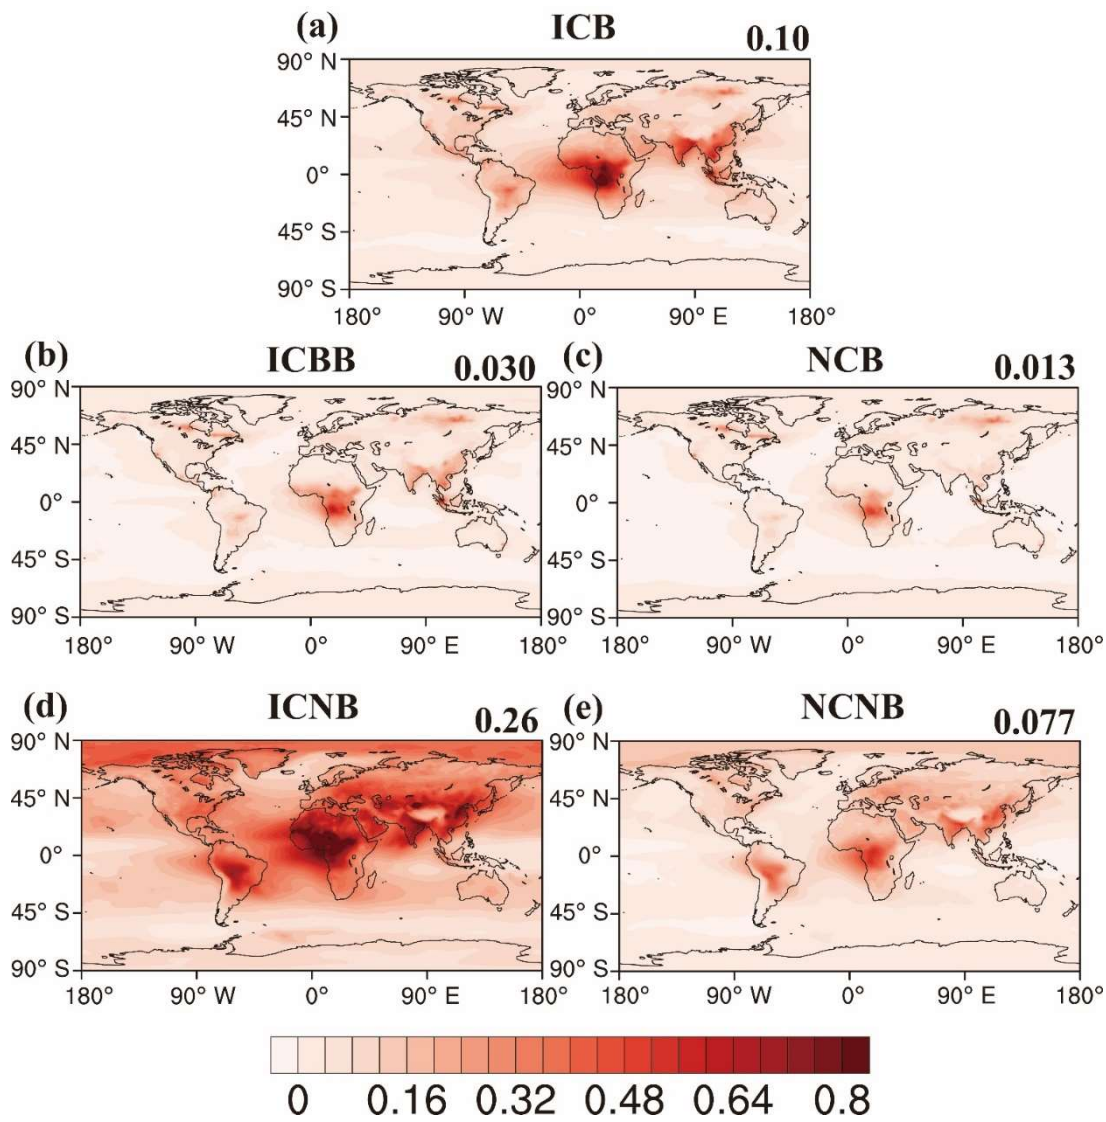 (a) ICB 0.10
90° N
45° N
0°
45° S
90° S
180° 90° W 0° 90° E 180°
(b) ICBB 0.030
90° N
45° N
0°
45° S
90° S
180° 90° W 0° 90° E 180°
(c) NCB 0.013
90° N
45° N
0°
45° S
90° S
180° 90° W 0° 90° E 180°
(d) ICNB 0.26
90° N
45° N
0°
45° S
90° S
180° 90° W 0° 90° E 180°
(e) NCNB 0.077
90° N
45° N
0°
45° S
90° S
180° 90° W 0° 90° E 180°
0 0.16 0.32 0.48 0.64 0.8